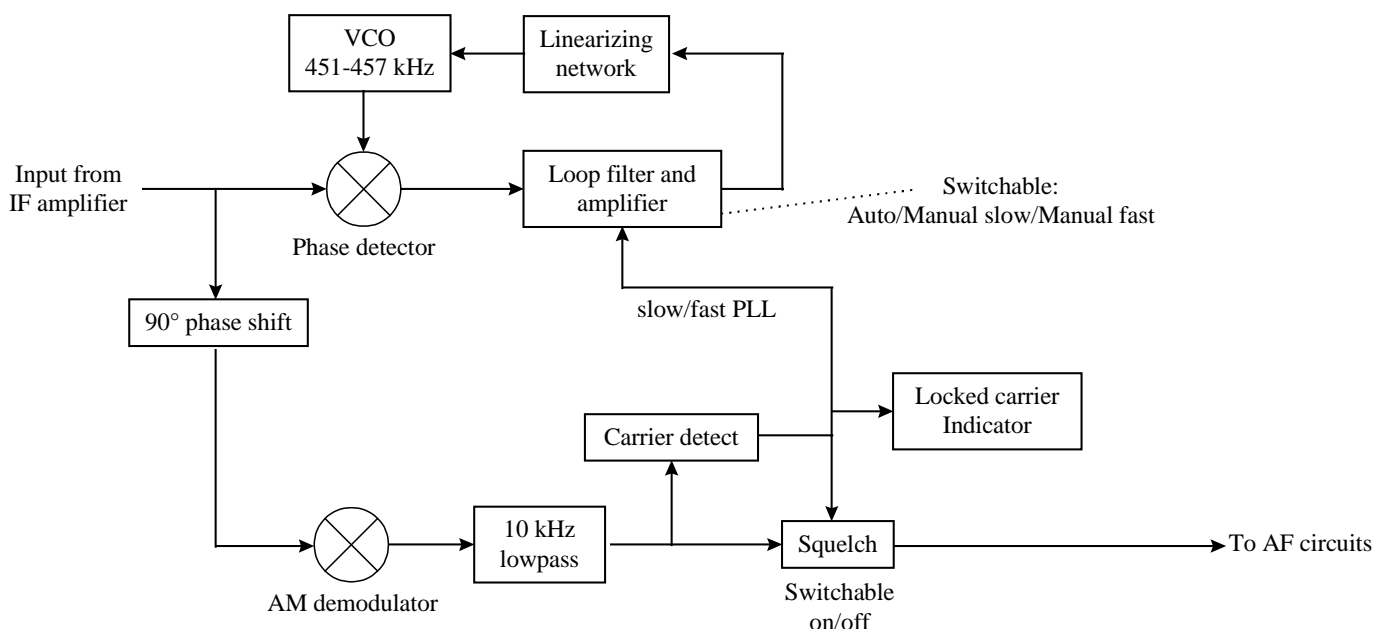 VCO
451-457 kHz
Linearizing
network
Input from
IF amplifier
Phase detector
Loop filter and
amplifier
Switchable:
Auto/Manual slow/Manual fast
90° phase shift
slow/fast PLL
Locked carrier
Indicator
Carrier detect
AM demodulator
10 kHz
lowpass
Squelch
Switchable
on/off
To AF circuits